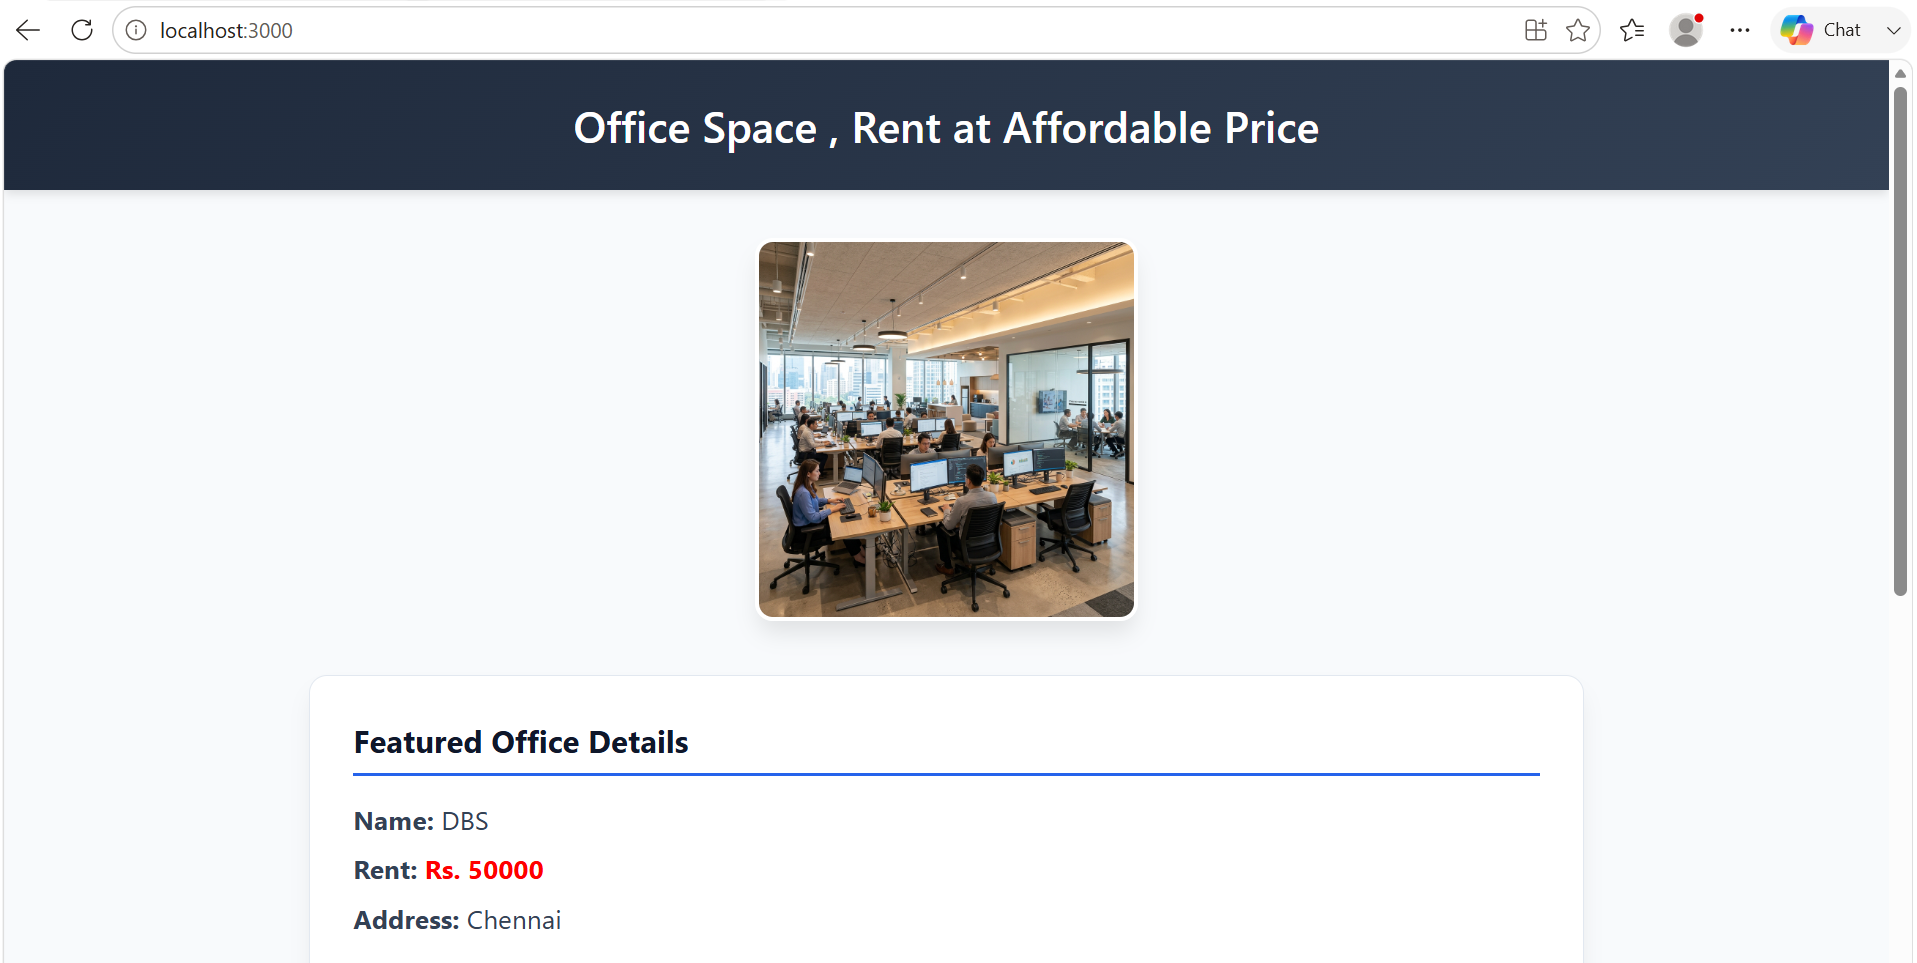 localhost:3000
Chat
Office Space , Rent at Affordable Price
Featured Office Details
Name: DBS
Rent: Rs. 50000
Address: Chennai